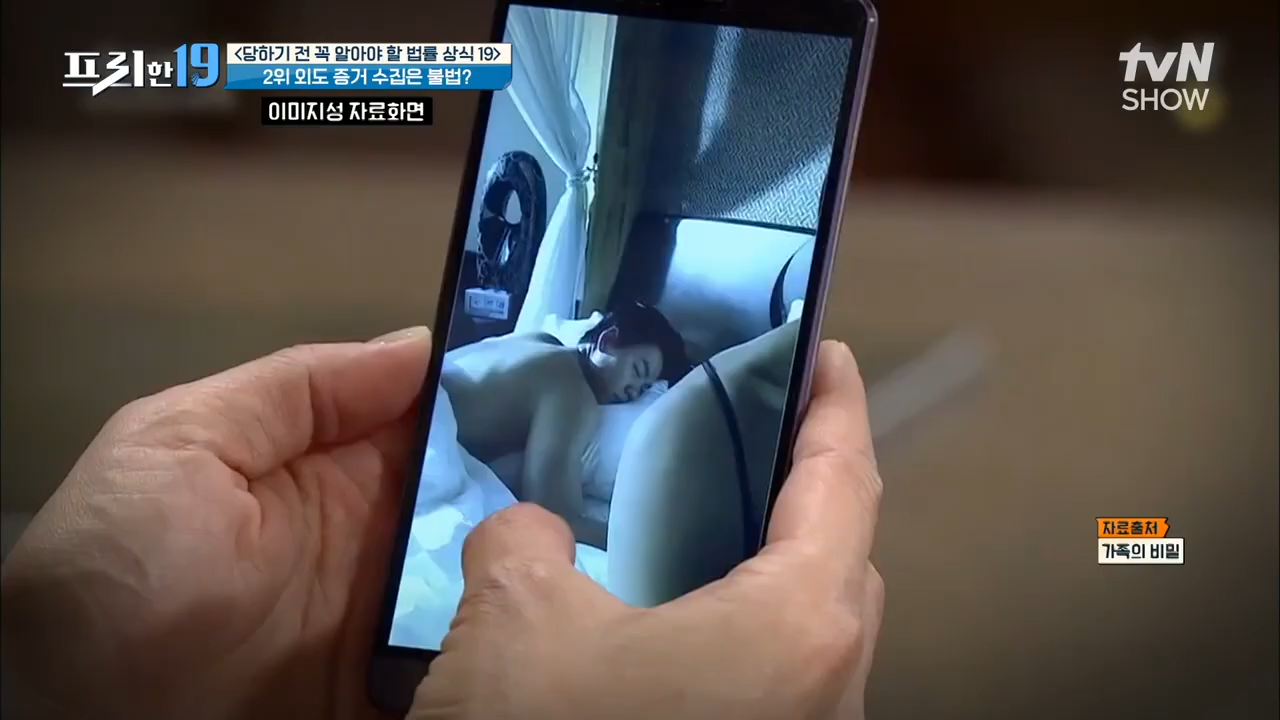 프리한19
<당하기 전 꼭 알아야 할 법률 상식 19>
2위 외도 증거 수집은 불법?
이미지성 자료화면
tvN
SHOW
자료출처
가족의 비밀